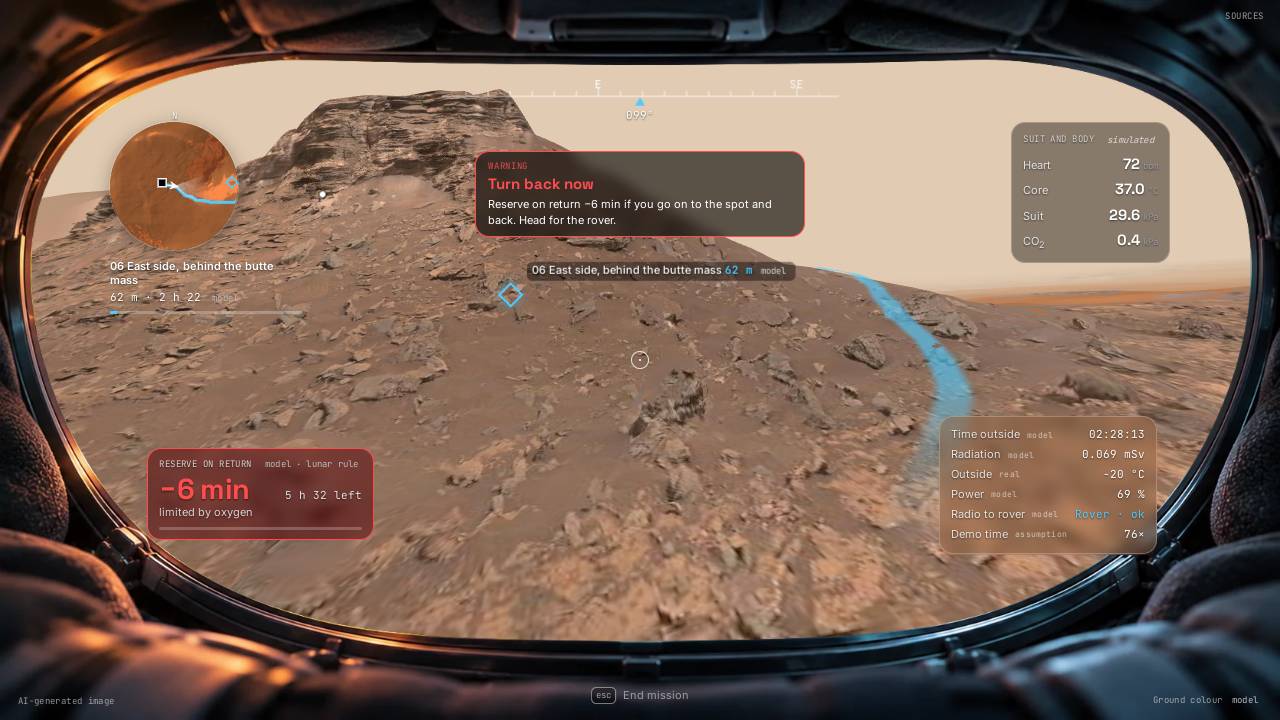 SOURCES
E
SE
099°
N
WARNING
Turn back now
Reserve on return −6 min if you go on to the spot and
back. Head for the rover.
SUIT AND BODY simulated
Heart 72 bpm
Core 37.0 °C
Suit 29.6 kPa
CO2 0.4 kPa
06 East side, behind the butte
mass
62 m · 2 h 22 model
06 East side, behind the butte mass 62 m model
RESERVE ON RETURN model · lunar rule
−6 min 5 h 32 left
limited by oxygen
Time outside model 02:28:13
Radiation model 0.069 mSv
Outside real -20 °C
Power model 69 %
Radio to rover model Rover · ok
Demo time assumption 76×
esc End mission
AI-generated image
Ground colour model